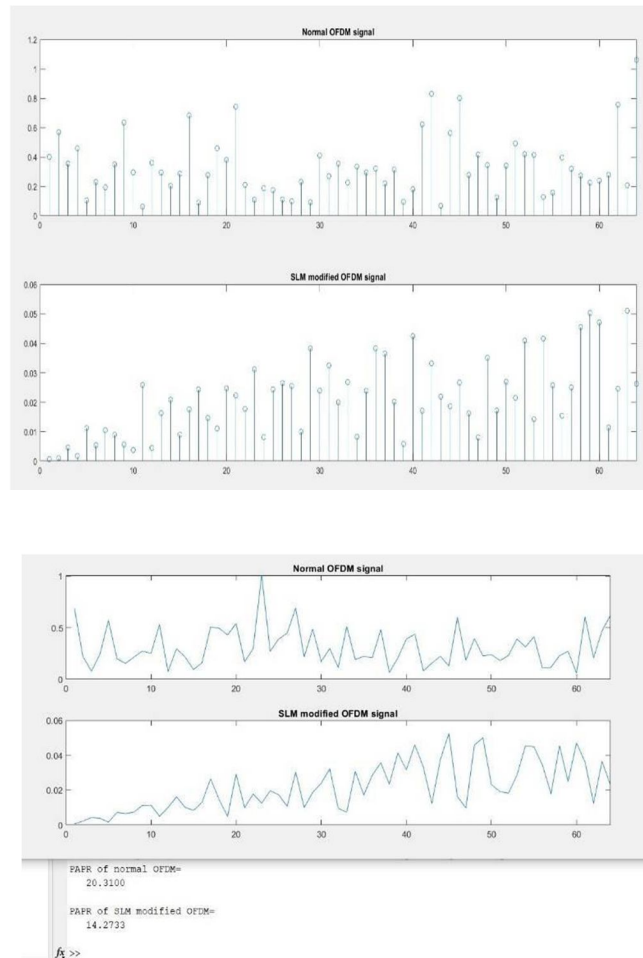 Normal OFDM signal
1.2
1
0.8
0.6
0.4
0.2
0
0 10 20 30 40 50 60
SLM modified OFDM signal
0.06
0.05
0.04
0.03
0.02
0.01
0
0 10 20 30 40 50 60
Normal OFDM signal
1
0.5
0
0 10 20 30 40 50 60
SLM modified OFDM signal
0.06
0.04
0.02
0
0 10 20 30 40 50 60
PAPR of normal OFDM=
20.3100
PAPR of SLM modified OFDM=
14.2733
fx >>